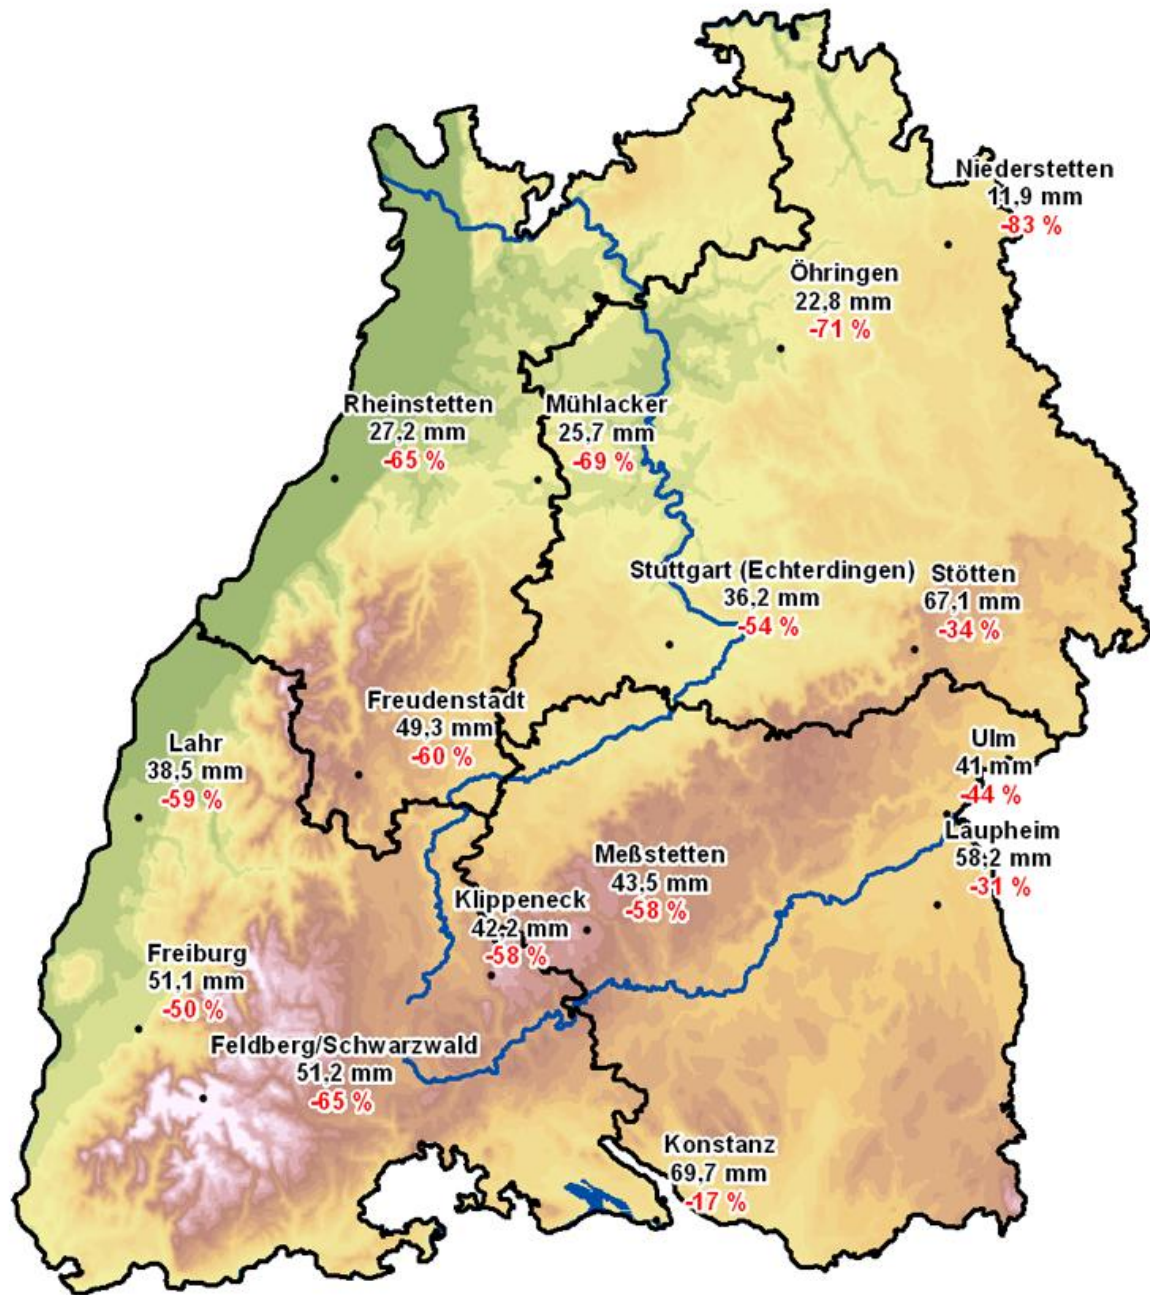 Niederstetten
11,9 mm
-83 %
Öhringen
22,8 mm
-71 %
Rheinstetten
27,2 mm
-65 %
Mühlacker
25,7 mm
-69 %
Stuttgart (Echterdingen)
36,2 mm
-54 %
Stötten
67,1 mm
-34 %
Freudenstadt
49,3 mm
-60 %
Lahr
38,5 mm
-59 %
Ulm
41 mm
-44 %
Laupheim
58,2 mm
-31 %
Meßstetten
43,5 mm
-58 %
Klippeneck
42,2 mm
-58 %
Freiburg
51,1 mm
-50 %
Feldberg/Schwarzwald
51,2 mm
-65 %
Konstanz
69,7 mm
-17 %